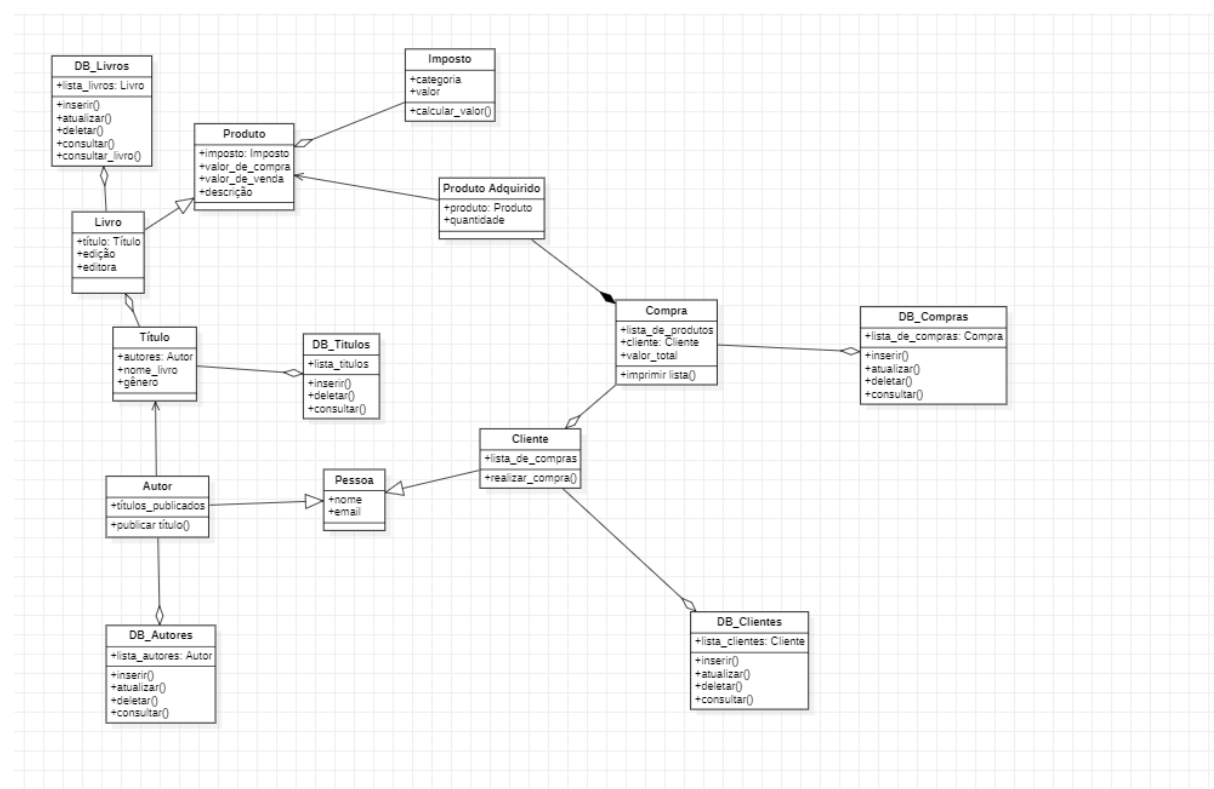 DB_Livros
+lista_livros: Livro
+inserir()
+atualizar()
+deletar()
+consultar()
+consultar_livro()
Imposto
+categoria
+valor
+calcular_valor()
Produto
+imposto: Imposto
+valor_de_compra
+valor_de_venda
+descrição
Produto Adquirido
+produto: Produto
+quantidade
Livro
+título: Título
+edição
+editora
Compra
+lista_de_produtos
+cliente: Cliente
+valor_total
+imprimir lista()
DB_Compras
+lista_de_compras: Compra
+inserir()
+atualizar()
+deletar()
+consultar()
Título
+autores: Autor
+nome_livro
+gênero
DB_Titulos
+lista_titulos
+inserir()
+deletar()
+consultar()
Cliente
+lista_de_compras
+realizar_compra()
Pessoa
+nome
+email
Autor
+títulos_publicados
+publicar título()
DB_Autores
+lista_autores: Autor
+inserir()
+atualizar()
+deletar()
+consultar()
DB_Clientes
+lista_clientes: Cliente
+inserir()
+atualizar()
+deletar()
+consultar()